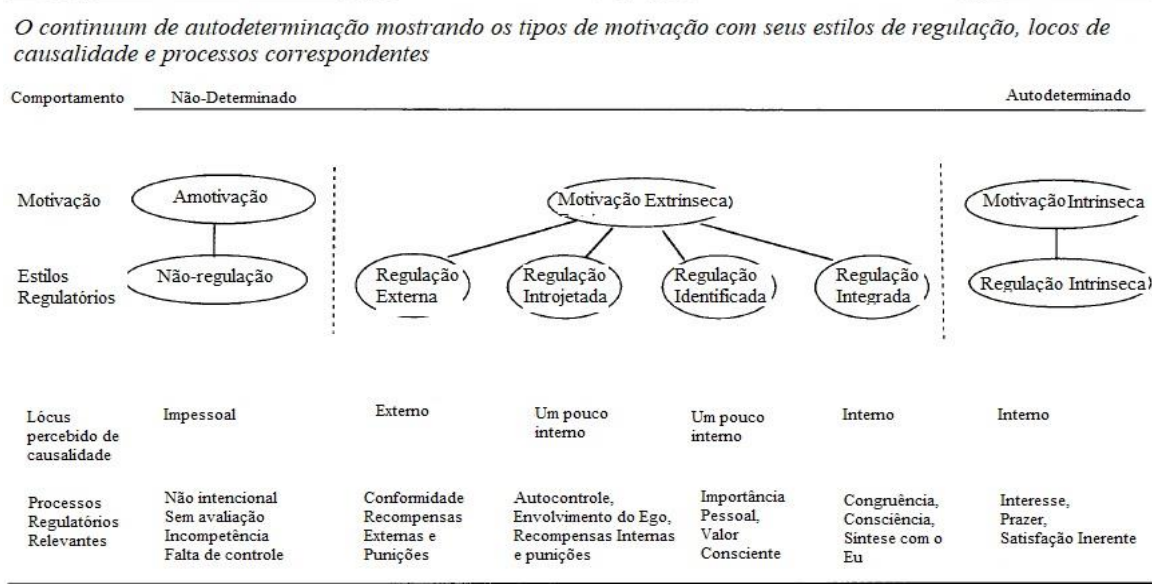 O continuum de autodeterminação mostrando os tipos de motivação com seus estilos de regulação, locos de
causalidade e processos correspondentes
Comportamento Não-Determinado Autodeterminado
Motivação Amotivação Motivação Extrinseca Motivação Intrinseca
Estilos
Regulatórios
Não-regulação
Regulação
Externa
Regulação
Introjetada
Regulação
Identificada
Regulação
Integrada
Regulação Intrinseca
Lócus
percebido de
causalidade
Impessoal
Externo
Um pouco
interno
Um pouco
interno
Interno
Interno
Processos
Regulatórios
Relevantes
Não intencional
Sem avaliação
Incompetência
Falta de controle
Conformidade
Recompensas
Externas e
Punições
Autocontrole,
Envolvimento do Ego,
Recompensas Internas
e punições
Importância
Pessoal,
Valor
Consciente
Congruência,
Consciência,
Sintese com o
Eu
Interesse,
Prazer,
Satisfação Inerente